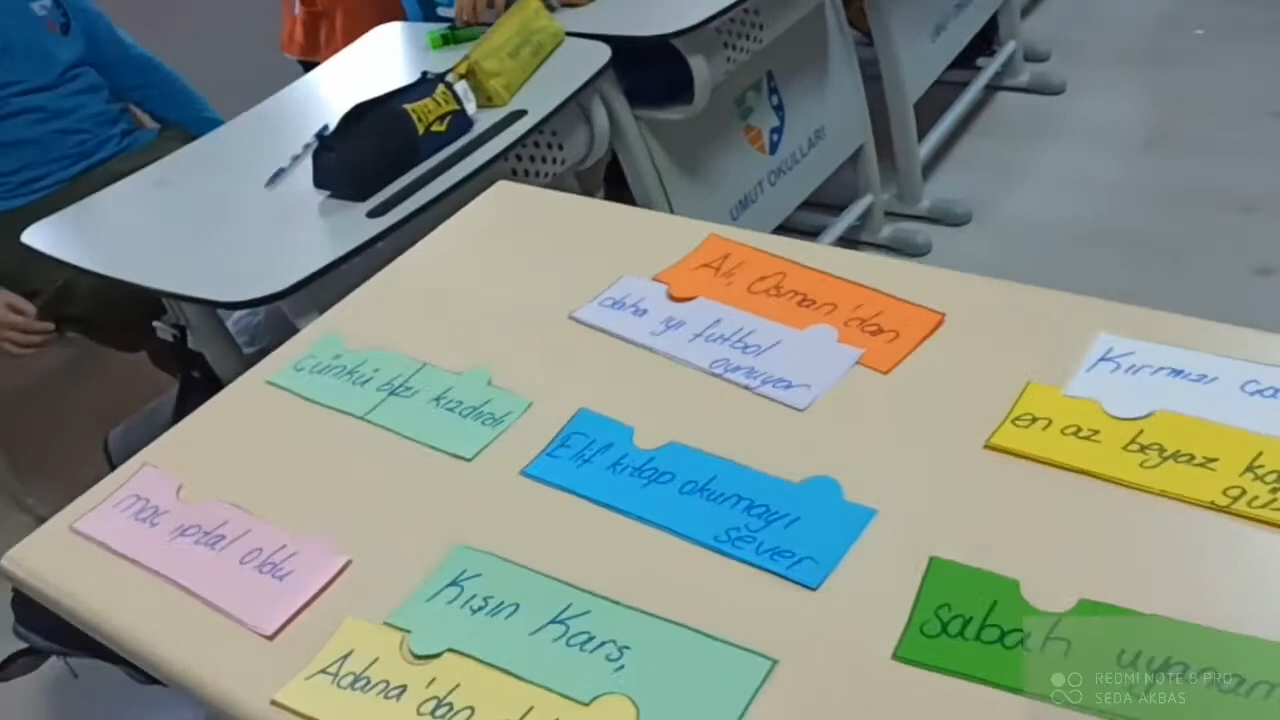 EVERLAST
UMUT OKULLARI
Ali, Osman'dan
daha iyi futbol
oynuyor
çünkü bizi kızdırdı
Kırmızı
en az beyaz
Elif kitap okumayı
sever
maç iptal oldu
Kışın Kars,
Adana'dan
sabah
REDMI NOTE 8 PRO
SEDA AKBAS